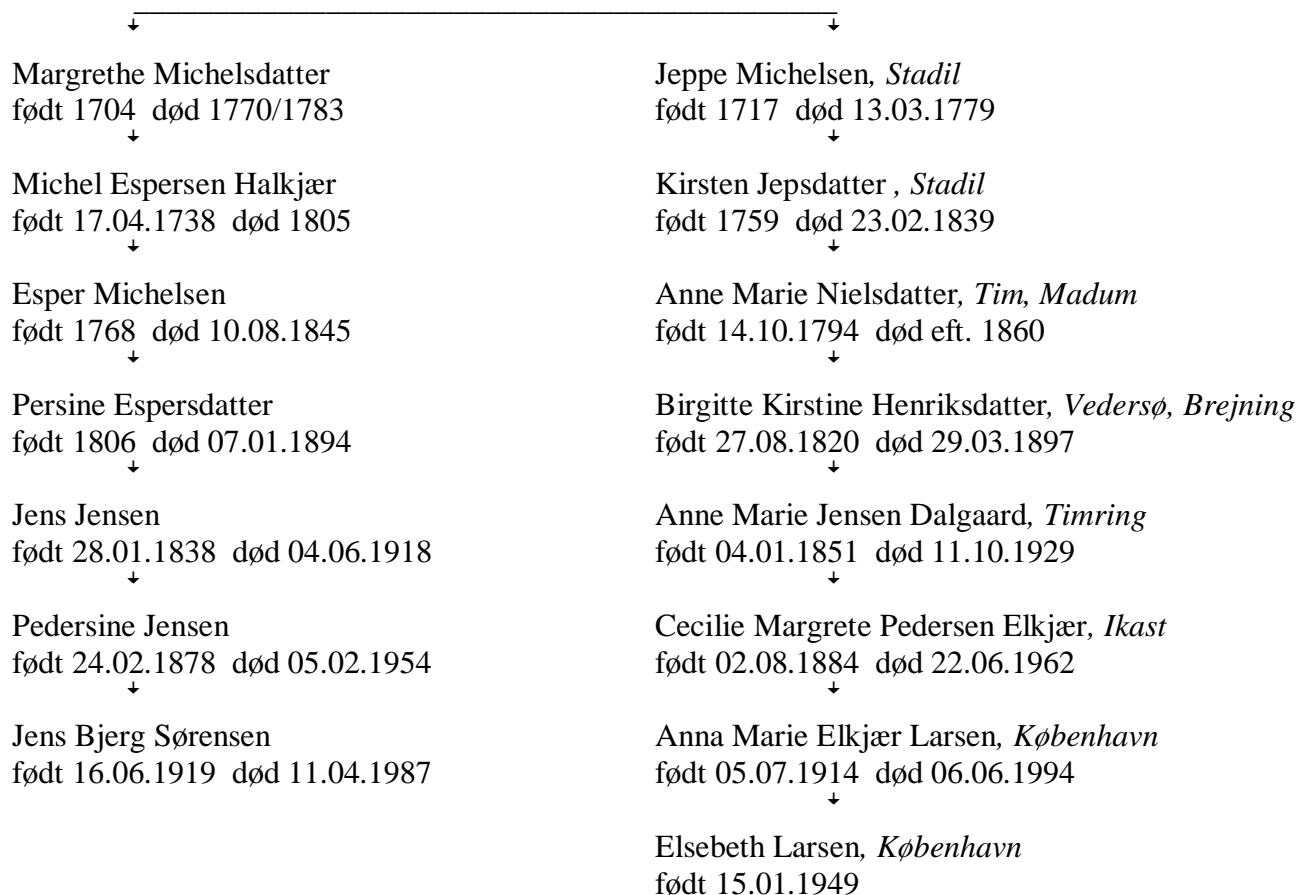 Margrethe Michelsdatter
født 1704  død 1770/1783
Michel Espersen Halkjær
født 17.04.1738  død 1805
Esper Michelsen
født 1768  død 10.08.1845
Persine Espersdatter
født 1806  død 07.01.1894
Jens Jensen
født 28.01.1838  død 04.06.1918
Pedersine Jensen
født 24.02.1878  død 05.02.1954
Jens Bjerg Sørensen
født 16.06.1919  død 11.04.1987
Jeppe Michelsen, Stadil
født 1717  død 13.03.1779
Kirsten Jepsdatter , Stadil
født 1759  død 23.02.1839
Anne Marie Nielsdatter, Tim, Madum
født 14.10.1794  død eft. 1860
Birgitte Kirstine Henriksdatter, Vedersø, Brejning
født 27.08.1820  død 29.03.1897
Anne Marie Jensen Dalgaard, Timring
født 04.01.1851  død 11.10.1929
Cecilie Margrete Pedersen Elkjær, Ikast
født 02.08.1884  død 22.06.1962
Anna Marie Elkjær Larsen, København
født 05.07.1914  død 06.06.1994
Elsebeth Larsen, København
født 15.01.1949